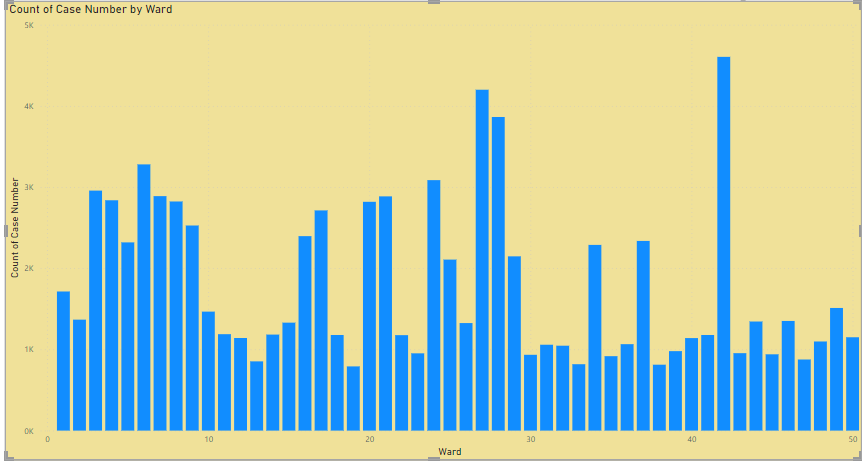 Count of Case Number by Ward
5K
4K
3K
2K
1K
0K
Count of Case Number
0 10 20 30 40 50
Ward